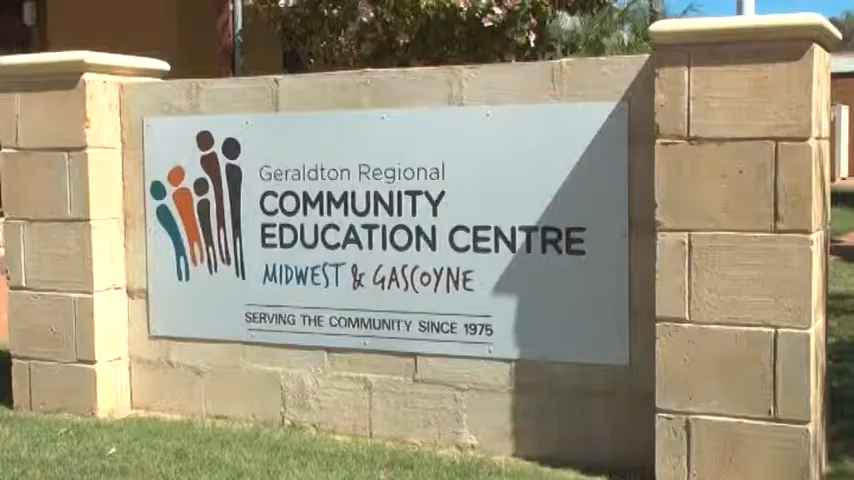 Geraldton Regional
COMMUNITY
EDUCATION CENTRE
MIDWEST & GASCOYNE
SERVING THE COMMUNITY SINCE 1975